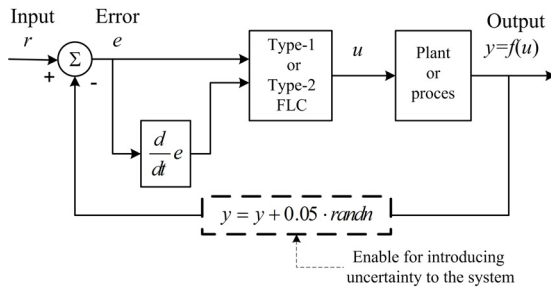 Input
r
Error
e
Σ
+
-
d/dt e
Type-1
or
Type-2
FLC
u
Plant
or
proces
Output
y=f(u)
y = y + 0.05 · randn
Enable for introducing
uncertainty to the system